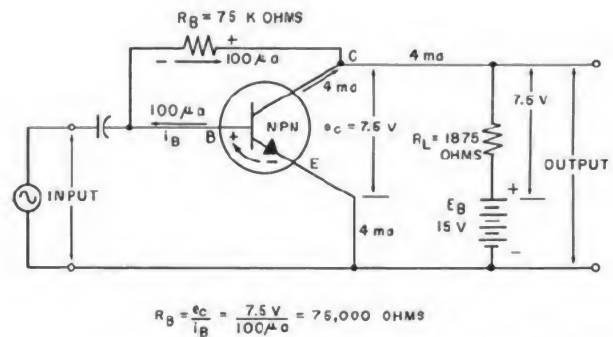 R_B = 75 K OHMS
− +
100 μa
C
4 ma
4 ma
7.5 V
100 μa
i_B
B
NPN
+
−
E
e_C = 7.5 V
R_L = 1875
OHMS
OUTPUT
INPUT
E_B
15 V
+
−
4 ma
R_B = e_C / i_B = 7.5 V / 100 μa = 75,000 OHMS